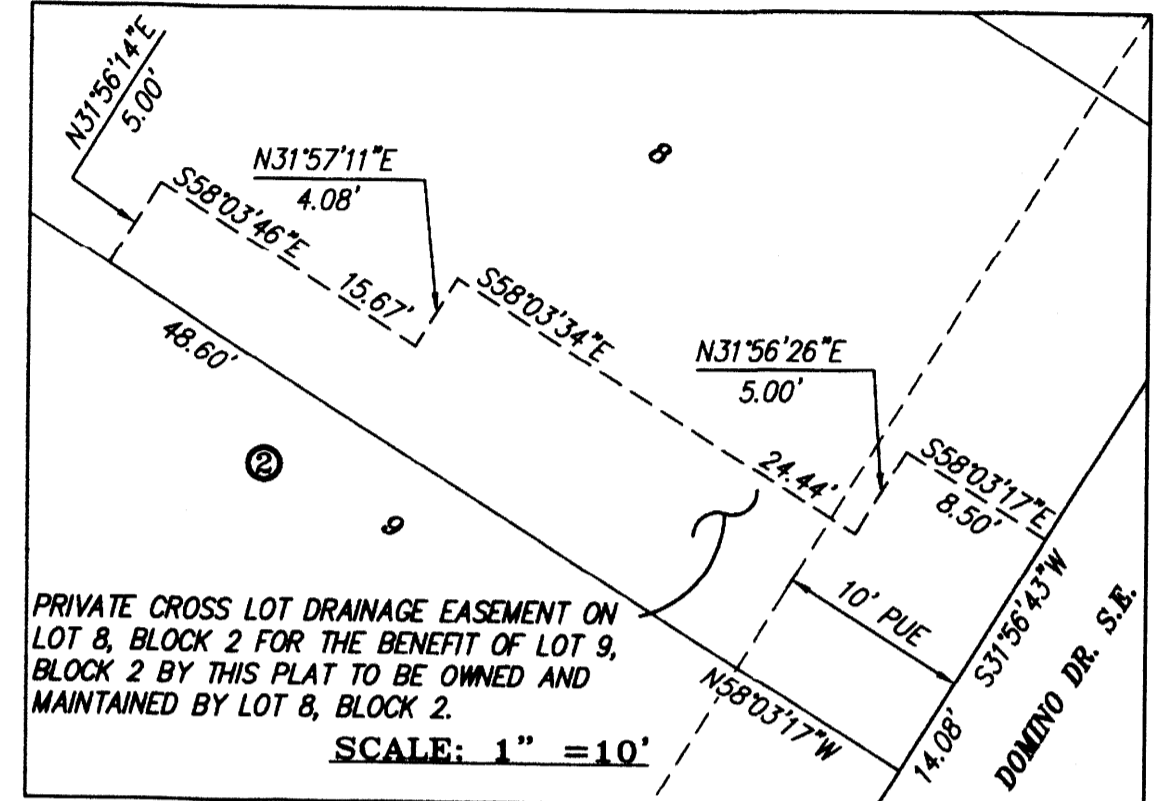 N31°56'14"E
5.00'
N31°57'11"E
4.08'
8
S58°03'46"E
15.67'
S58°03'34"E
24.44'
N31°56'26"E
5.00'
S58°03'17"E
8.50'
48.60'
2
9
10' PUE
S31°56'43"W
14.08'
N58°03'17"W
DOMINO DR. S.E.
PRIVATE CROSS LOT DRAINAGE EASEMENT ON
LOT 8, BLOCK 2 FOR THE BENEFIT OF LOT 9,
BLOCK 2 BY THIS PLAT TO BE OWNED AND
MAINTAINED BY LOT 8, BLOCK 2.
SCALE: 1" =10'